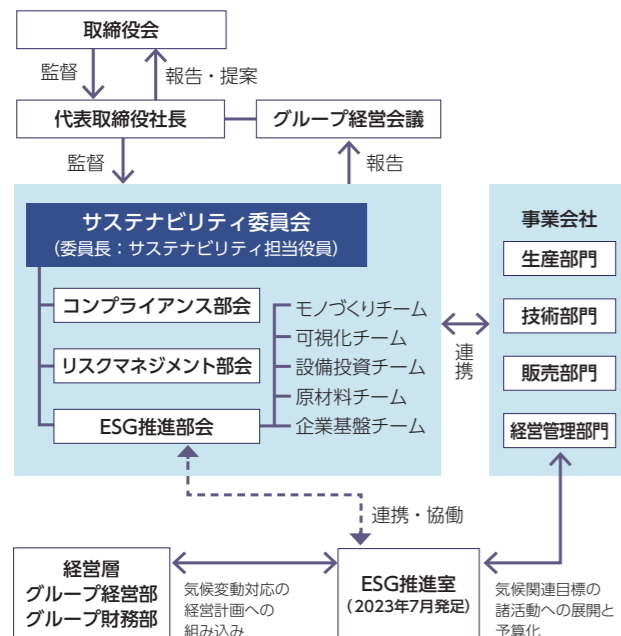 取締役会
監督
報告・提案
代表取締役社長
グループ経営会議
監督
報告
サステナビリティ委員会
(委員長：サステナビリティ担当役員)
コンプライアンス部会
リスクマネジメント部会
ESG推進部会
モノづくりチーム
可視化チーム
設備投資チーム
原材料チーム
企業基盤チーム
連携
事業会社
生産部門
技術部門
販売部門
経営管理部門
連携・協働
経営層
グループ経営部
グループ財務部
気候変動対応の
経営計画への
組み込み
ESG推進室
(2023年7月発足)
気候関連目標の
諸活動への展開と
予算化